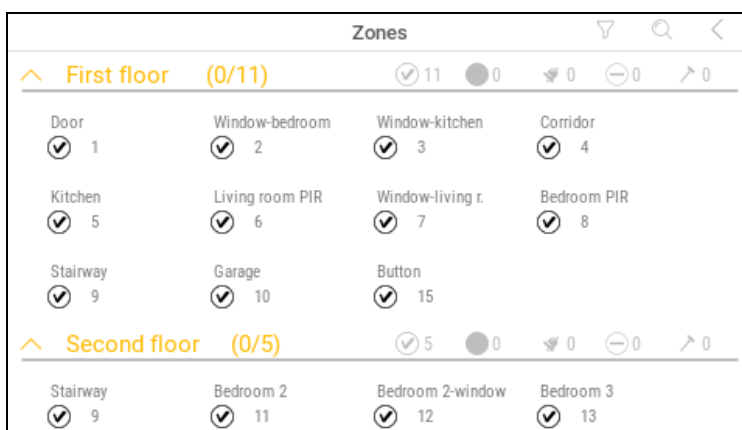 Zones
First floor (0/11) 11 0 0 0 0
Door Window-bedroom Window-kitchen Corridor
1 2 3 4
Kitchen Living room PIR Window-living r. Bedroom PIR
5 6 7 8
Stairway Garage Button
9 10 15
Second floor (0/5) 5 0 0 0 0
Stairway Bedroom 2 Bedroom 2-window Bedroom 3
9 11 12 13